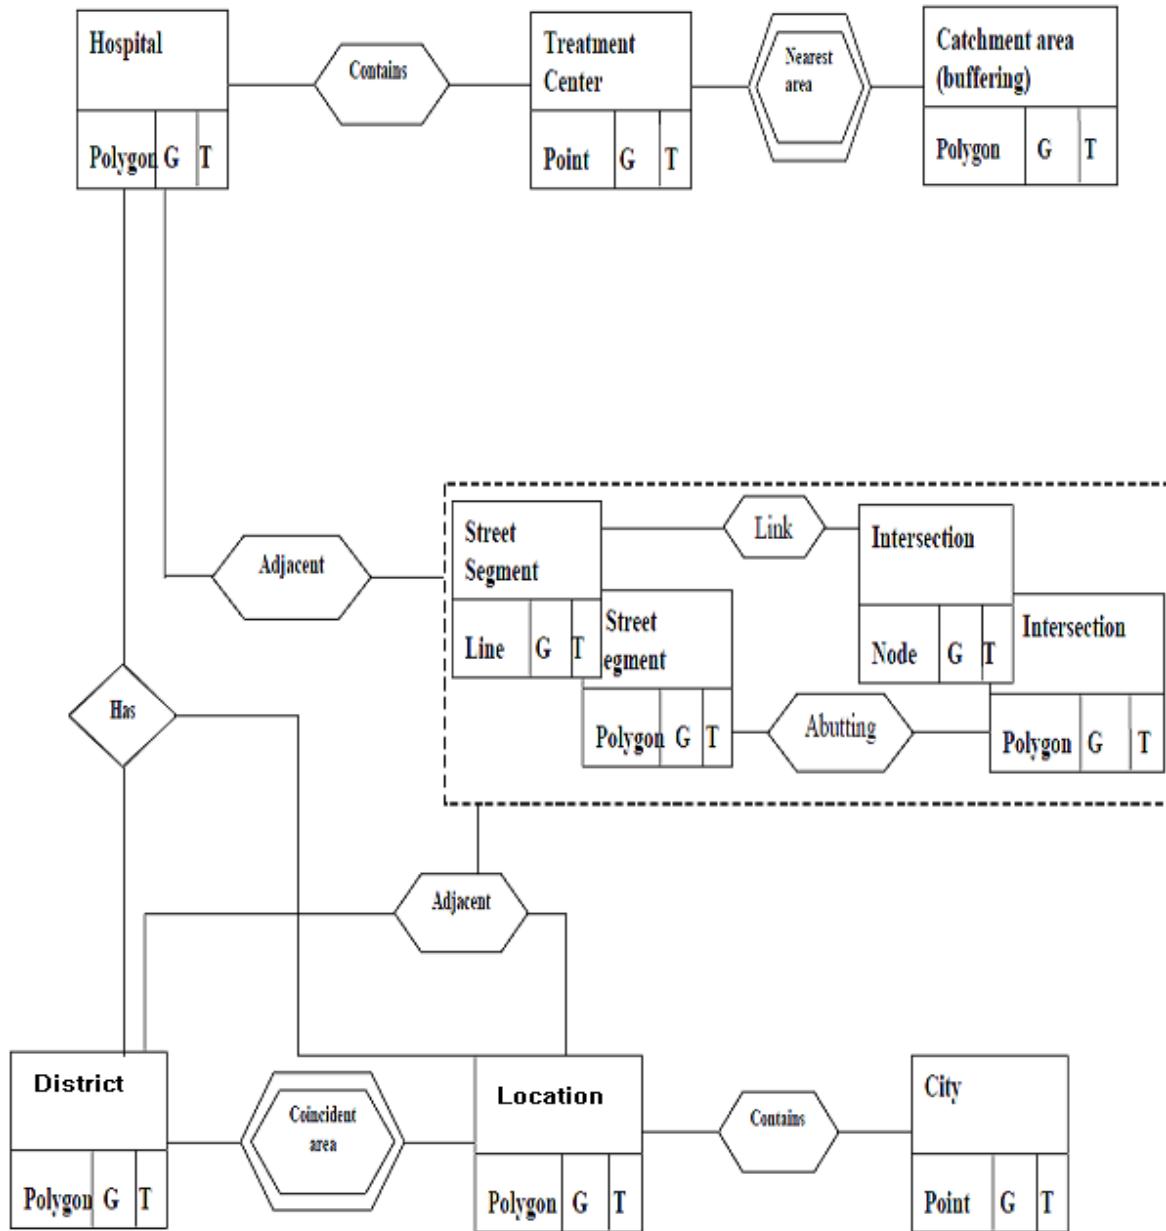 Hospital
Polygon G T
Contains
Treatment
Center
Point G T
Nearest
area
Catchment area
(buffering)
Polygon G T
Adjacent
Street
Segment
Line G T
Link
Intersection
Node G T
Street
egment
Polygon G T
Abutting
Intersection
Polygon G T
Has
Adjacent
District
Polygon G T
Coincident
area
Location
Polygon G T
Contains
City
Point G T